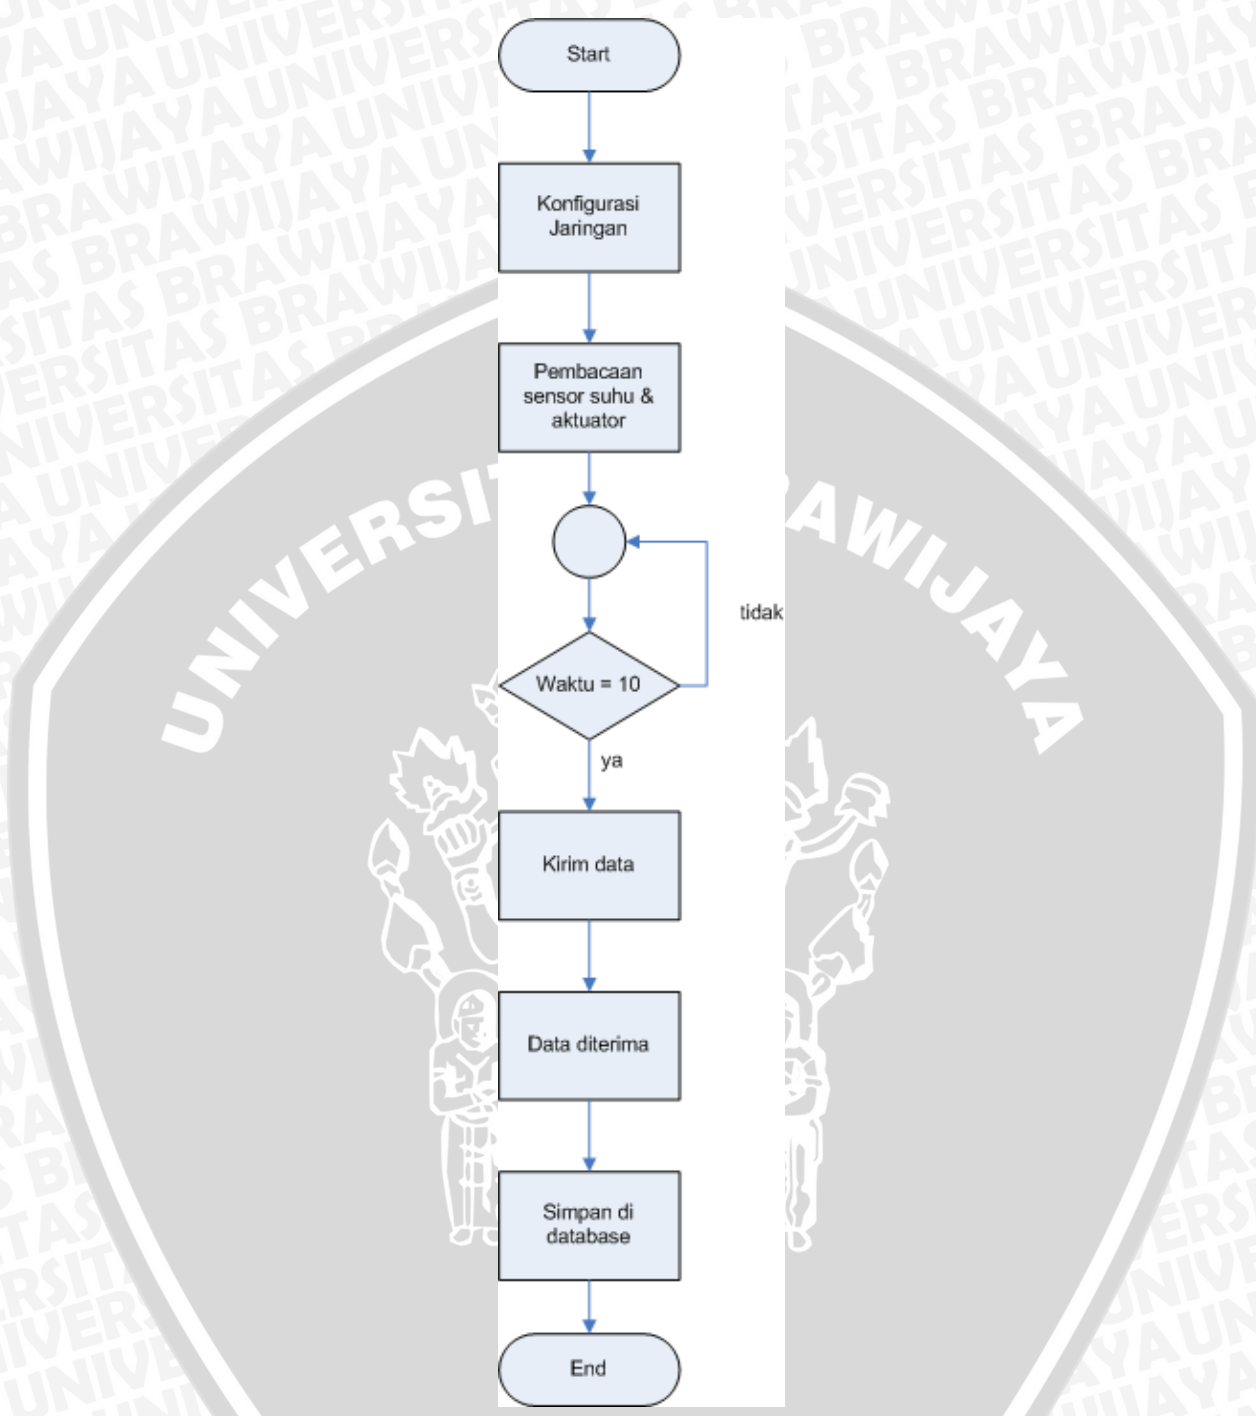 Start
Konfigurasi
Jaringan
Pembacaan
sensor suhu &
aktuator
tidak
Waktu = 10
ya
Kirim data
Data diterima
Simpan di
database
End